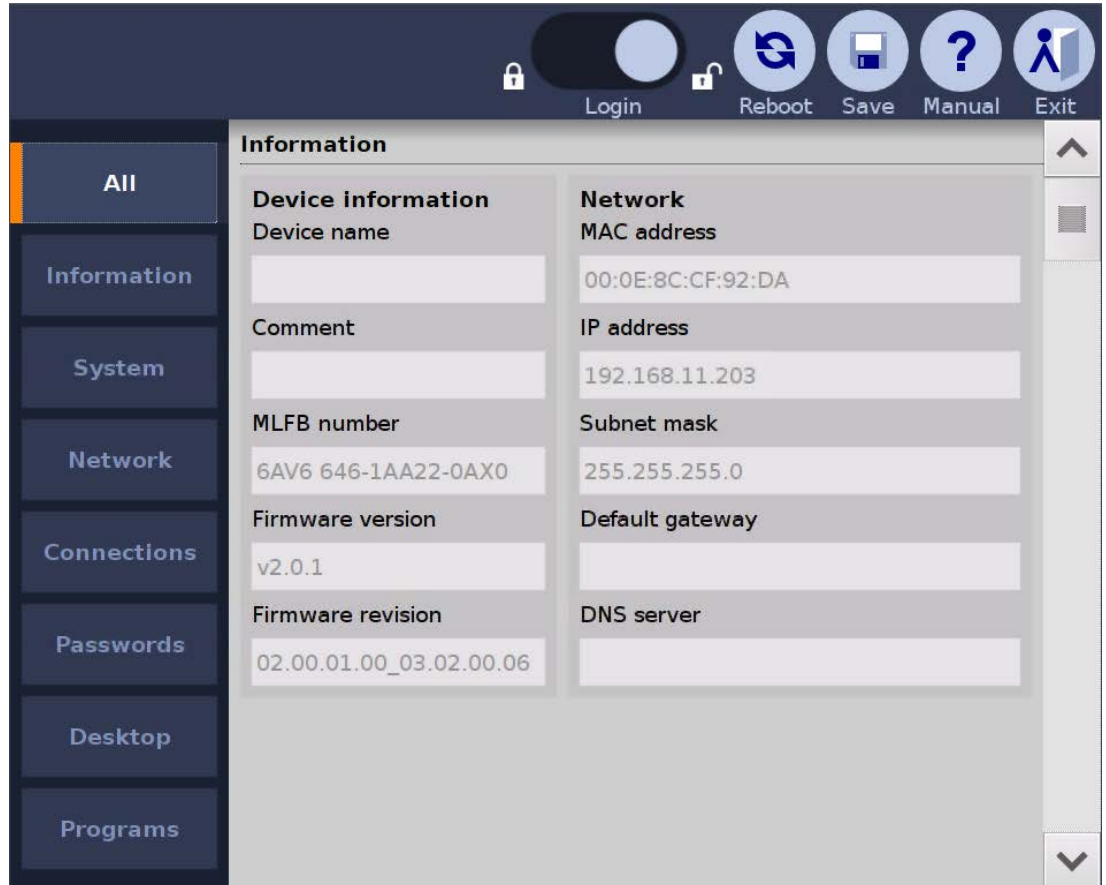 Login
Reboot
Save
Manual
Exit
All
Information
System
Network
Connections
Passwords
Desktop
Programs
Information
Device information
Device name
Comment
MLFB number
6AV6 646-1AA22-0AX0
Firmware version
v2.0.1
Firmware revision
02.00.01.00_03.02.00.06
Network
MAC address
00:0E:8C:CF:92:DA
IP address
192.168.11.203
Subnet mask
255.255.255.0
Default gateway
DNS server